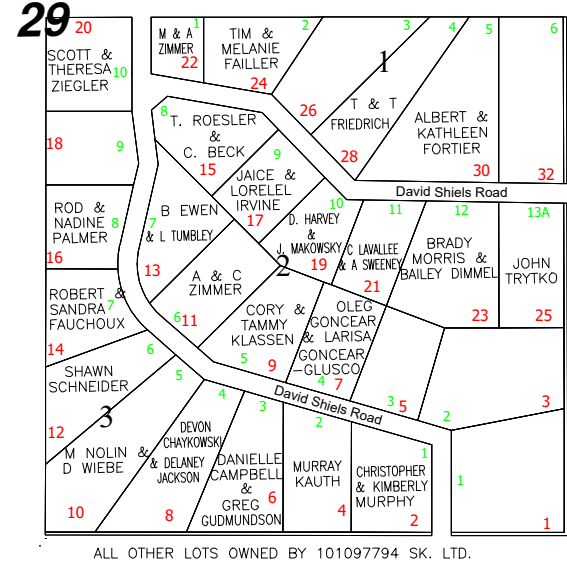 29
20
SCOTT &
THERESA
ZIEGLER
10
1
M & A
ZIMMER
22
TIM &
MELANIE
FAILLER
24
2
3
1
26
T & T
FRIEDRICH
28
4
ALBERT &
KATHLEEN
FORTIER
30
5
6
32
18
9
8
T. ROESLER
&
C. BECK
15
9
JAICE &
LORELEL
IRVINE
17
David Shiels Road
ROD &
NADINE
PALMER
8
16
7
B EWEN
& L TUMBLEY
13
10
D. HARVEY
&
J. MAKOWSKY
19
11
C LAVALLEE
& A SWEENEY
21
12
BRADY
MORRIS &
BAILEY DIMMEL
23
13A
JOHN
TRYTKO
25
2
ROBERT &
SANDRA
FAUCHOUX
7
14
A & C
ZIMMER
6
11
CORY &
TAMMY
KLASSEN
5
9
OLEG
GONCEAR
& LARISA
GONCEAR
-GLUSCO
4
7
3
5
2
3
6
SHAWN
SCHNEIDER
12
3
5
M NOLIN &
D WIEBE
10
David Shiels Road
4
DEVON
CHAYKOWSKI
& DELANEY
JACKSON
8
3
DANIELLE
CAMPBELL
&
GREG
GUDMUNDSON
6
2
MURRAY
KAUTH
4
1
CHRISTOPHER
& KIMBERLY
MURPHY
2
1
1
ALL OTHER LOTS OWNED BY 101097794 SK. LTD.